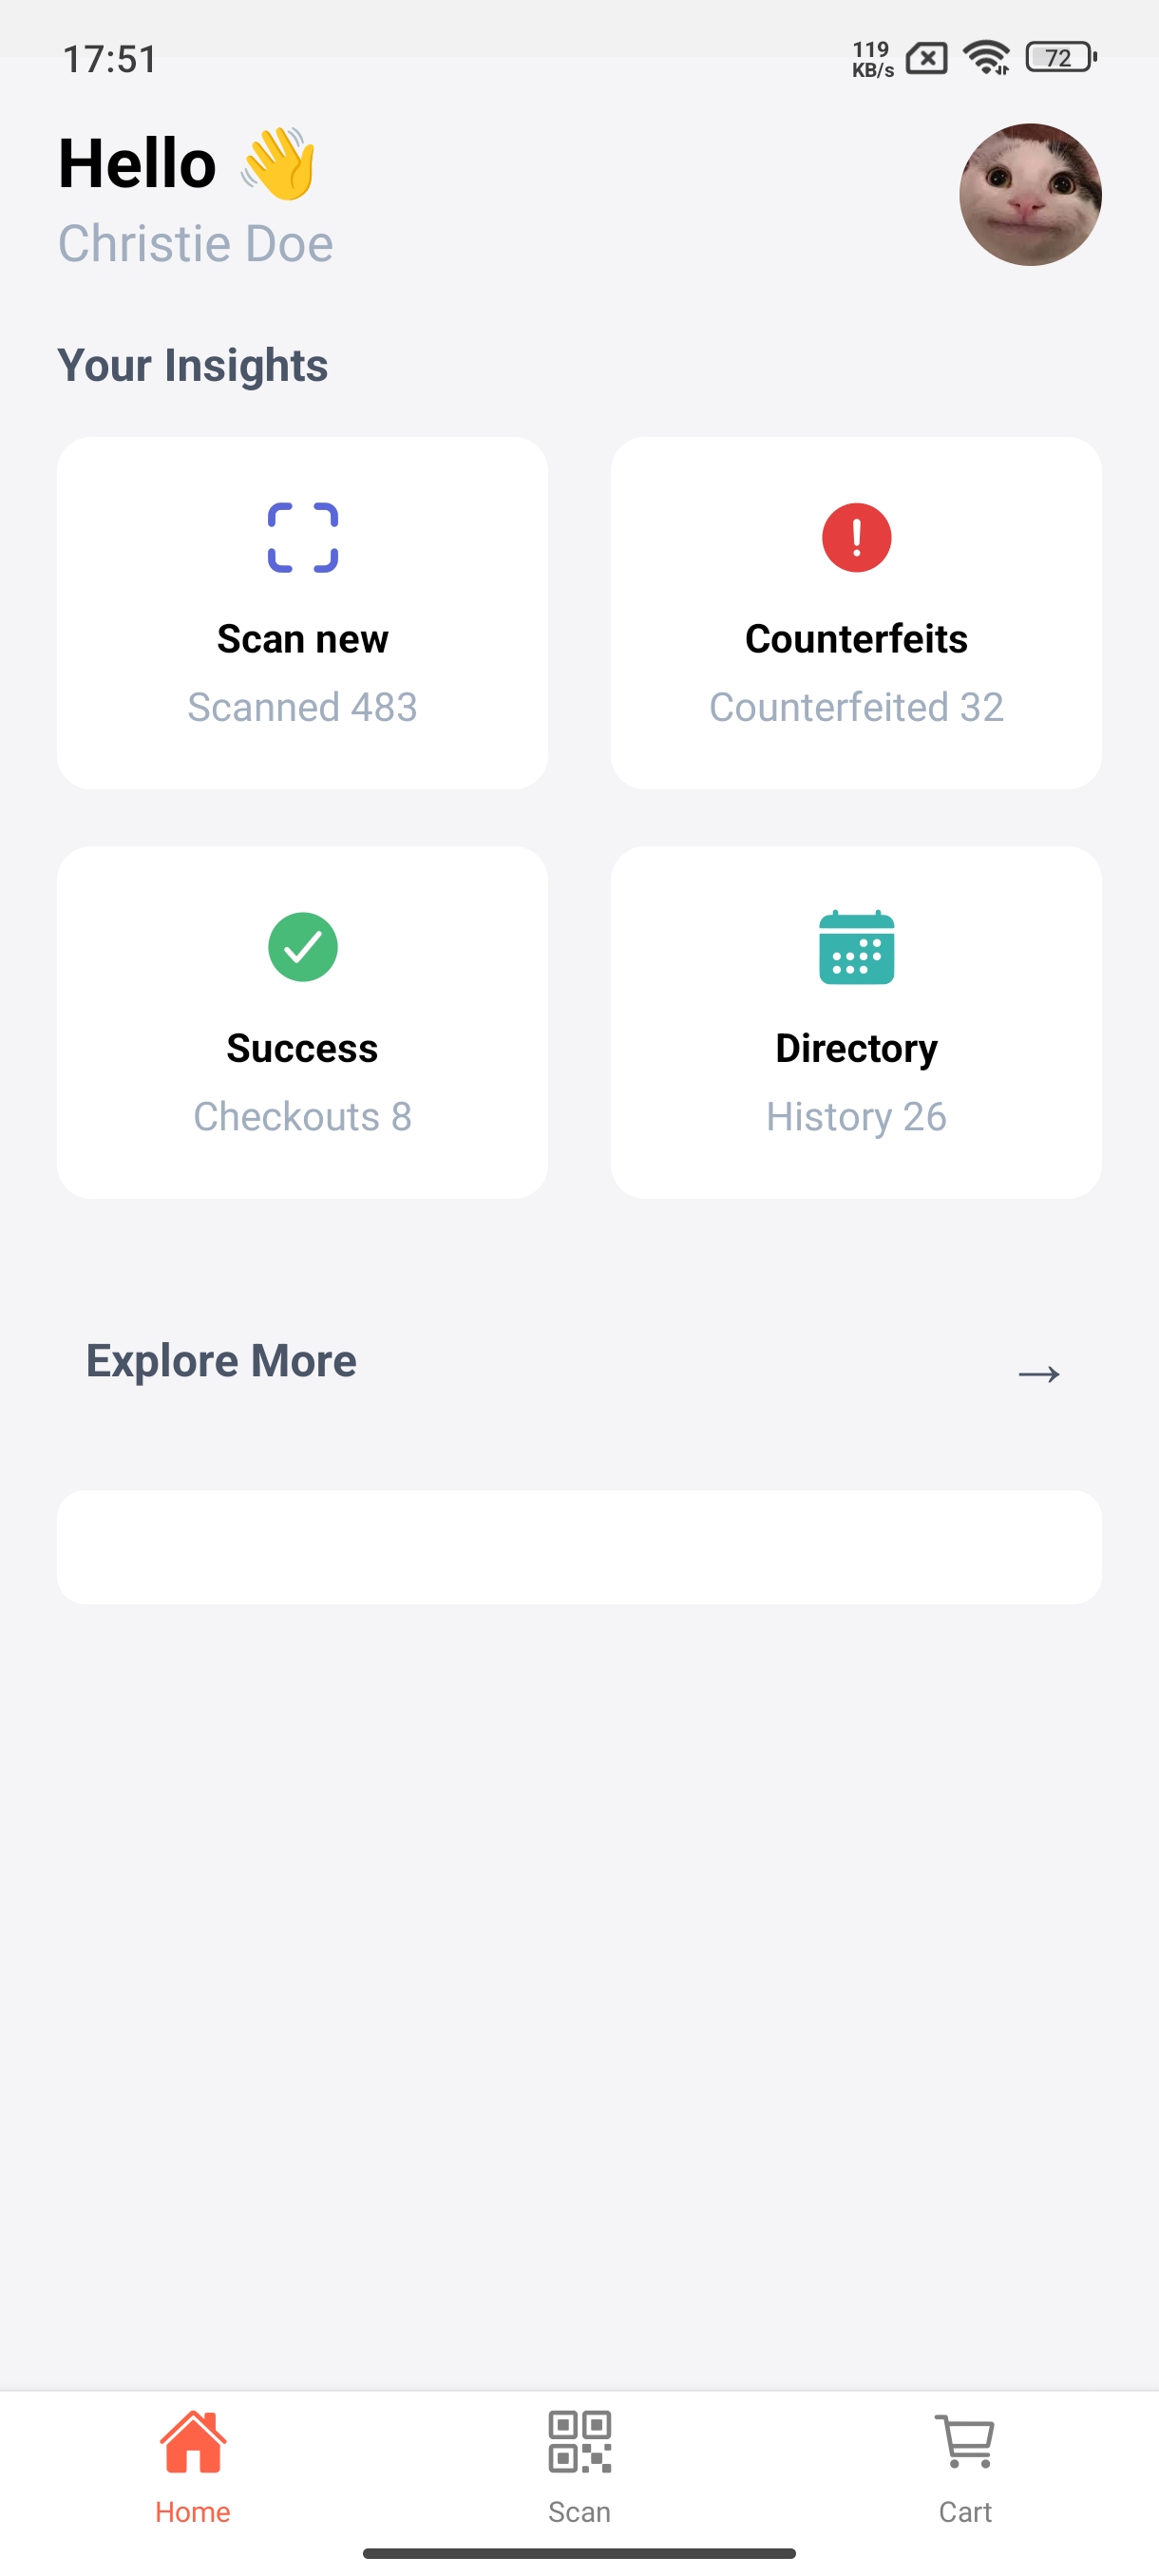 17:51
119
KB/s
72
Hello 👋
Christie Doe
Your Insights
Scan new
Scanned 483
Counterfeits
Counterfeited 32
Success
Checkouts 8
Directory
History 26
Explore More →
Home
Scan
Cart